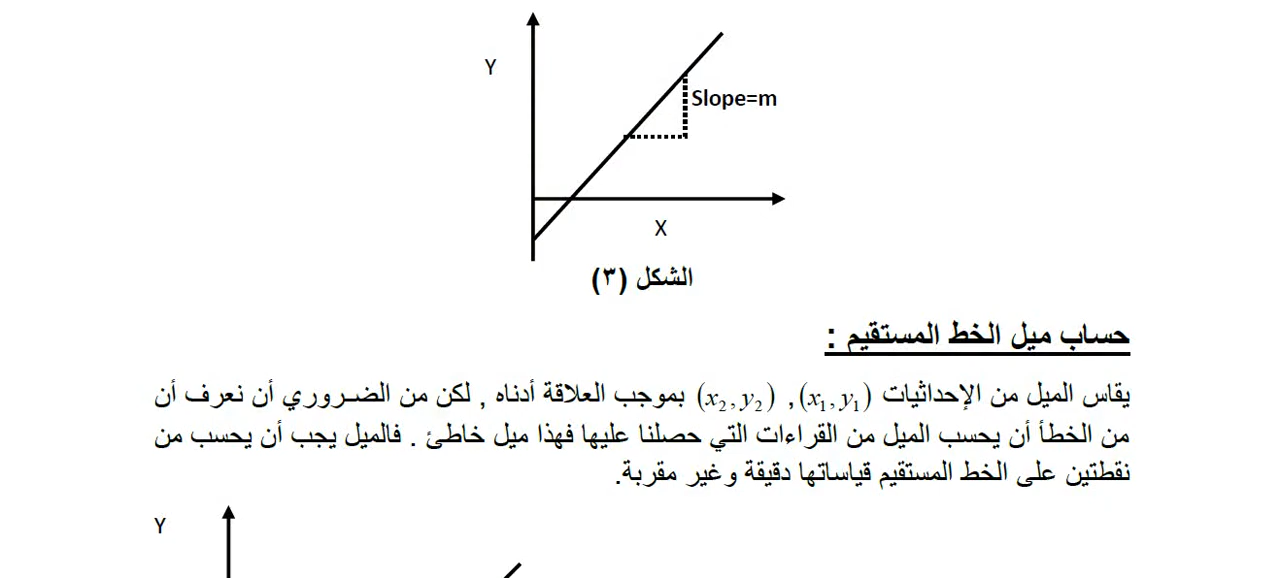 Y
Slope=m
X
الشكل (٣)
حساب ميل الخط المستقيم :
يقاس الميل من الإحداثيات (x₁, y₁) , (x₂, y₂) بموجب العلاقة أدناه , لكن من الضروري أن نعرف أن
من الخطأ أن يحسب الميل من القراءات التي حصلنا عليها فهذا ميل خاطئ . فالميل يجب أن يحسب من
نقطتين على الخط المستقيم قياساتها دقيقة وغير مقربة.
Y